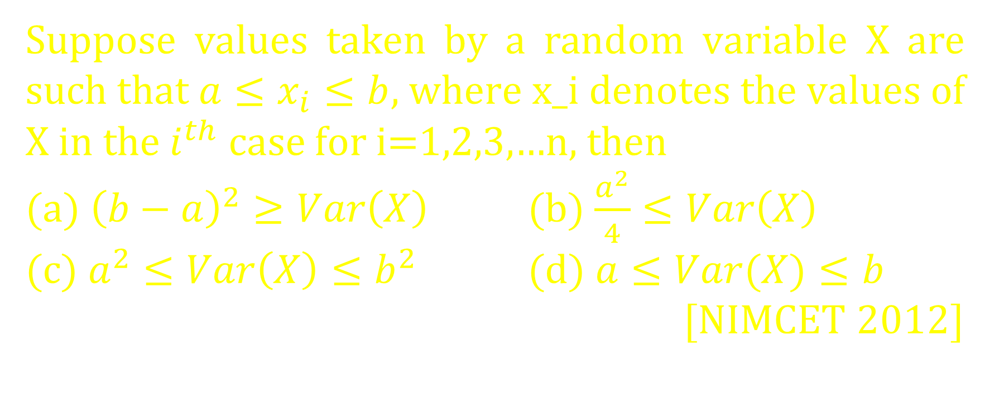 Suppose values taken by a random variable X are
such that $a \leq x_i \leq b$, where x_i denotes the values of
X in the $i^{th}$ case for i=1,2,3,...n, then
(a) $(b-a)^2 \geq Var(X)$ (b) $\frac{a^2}{4} \leq Var(X)$
(c) $a^2 \leq Var(X) \leq b^2$ (d) $a \leq Var(X) \leq b$
[NIMCET 2012]